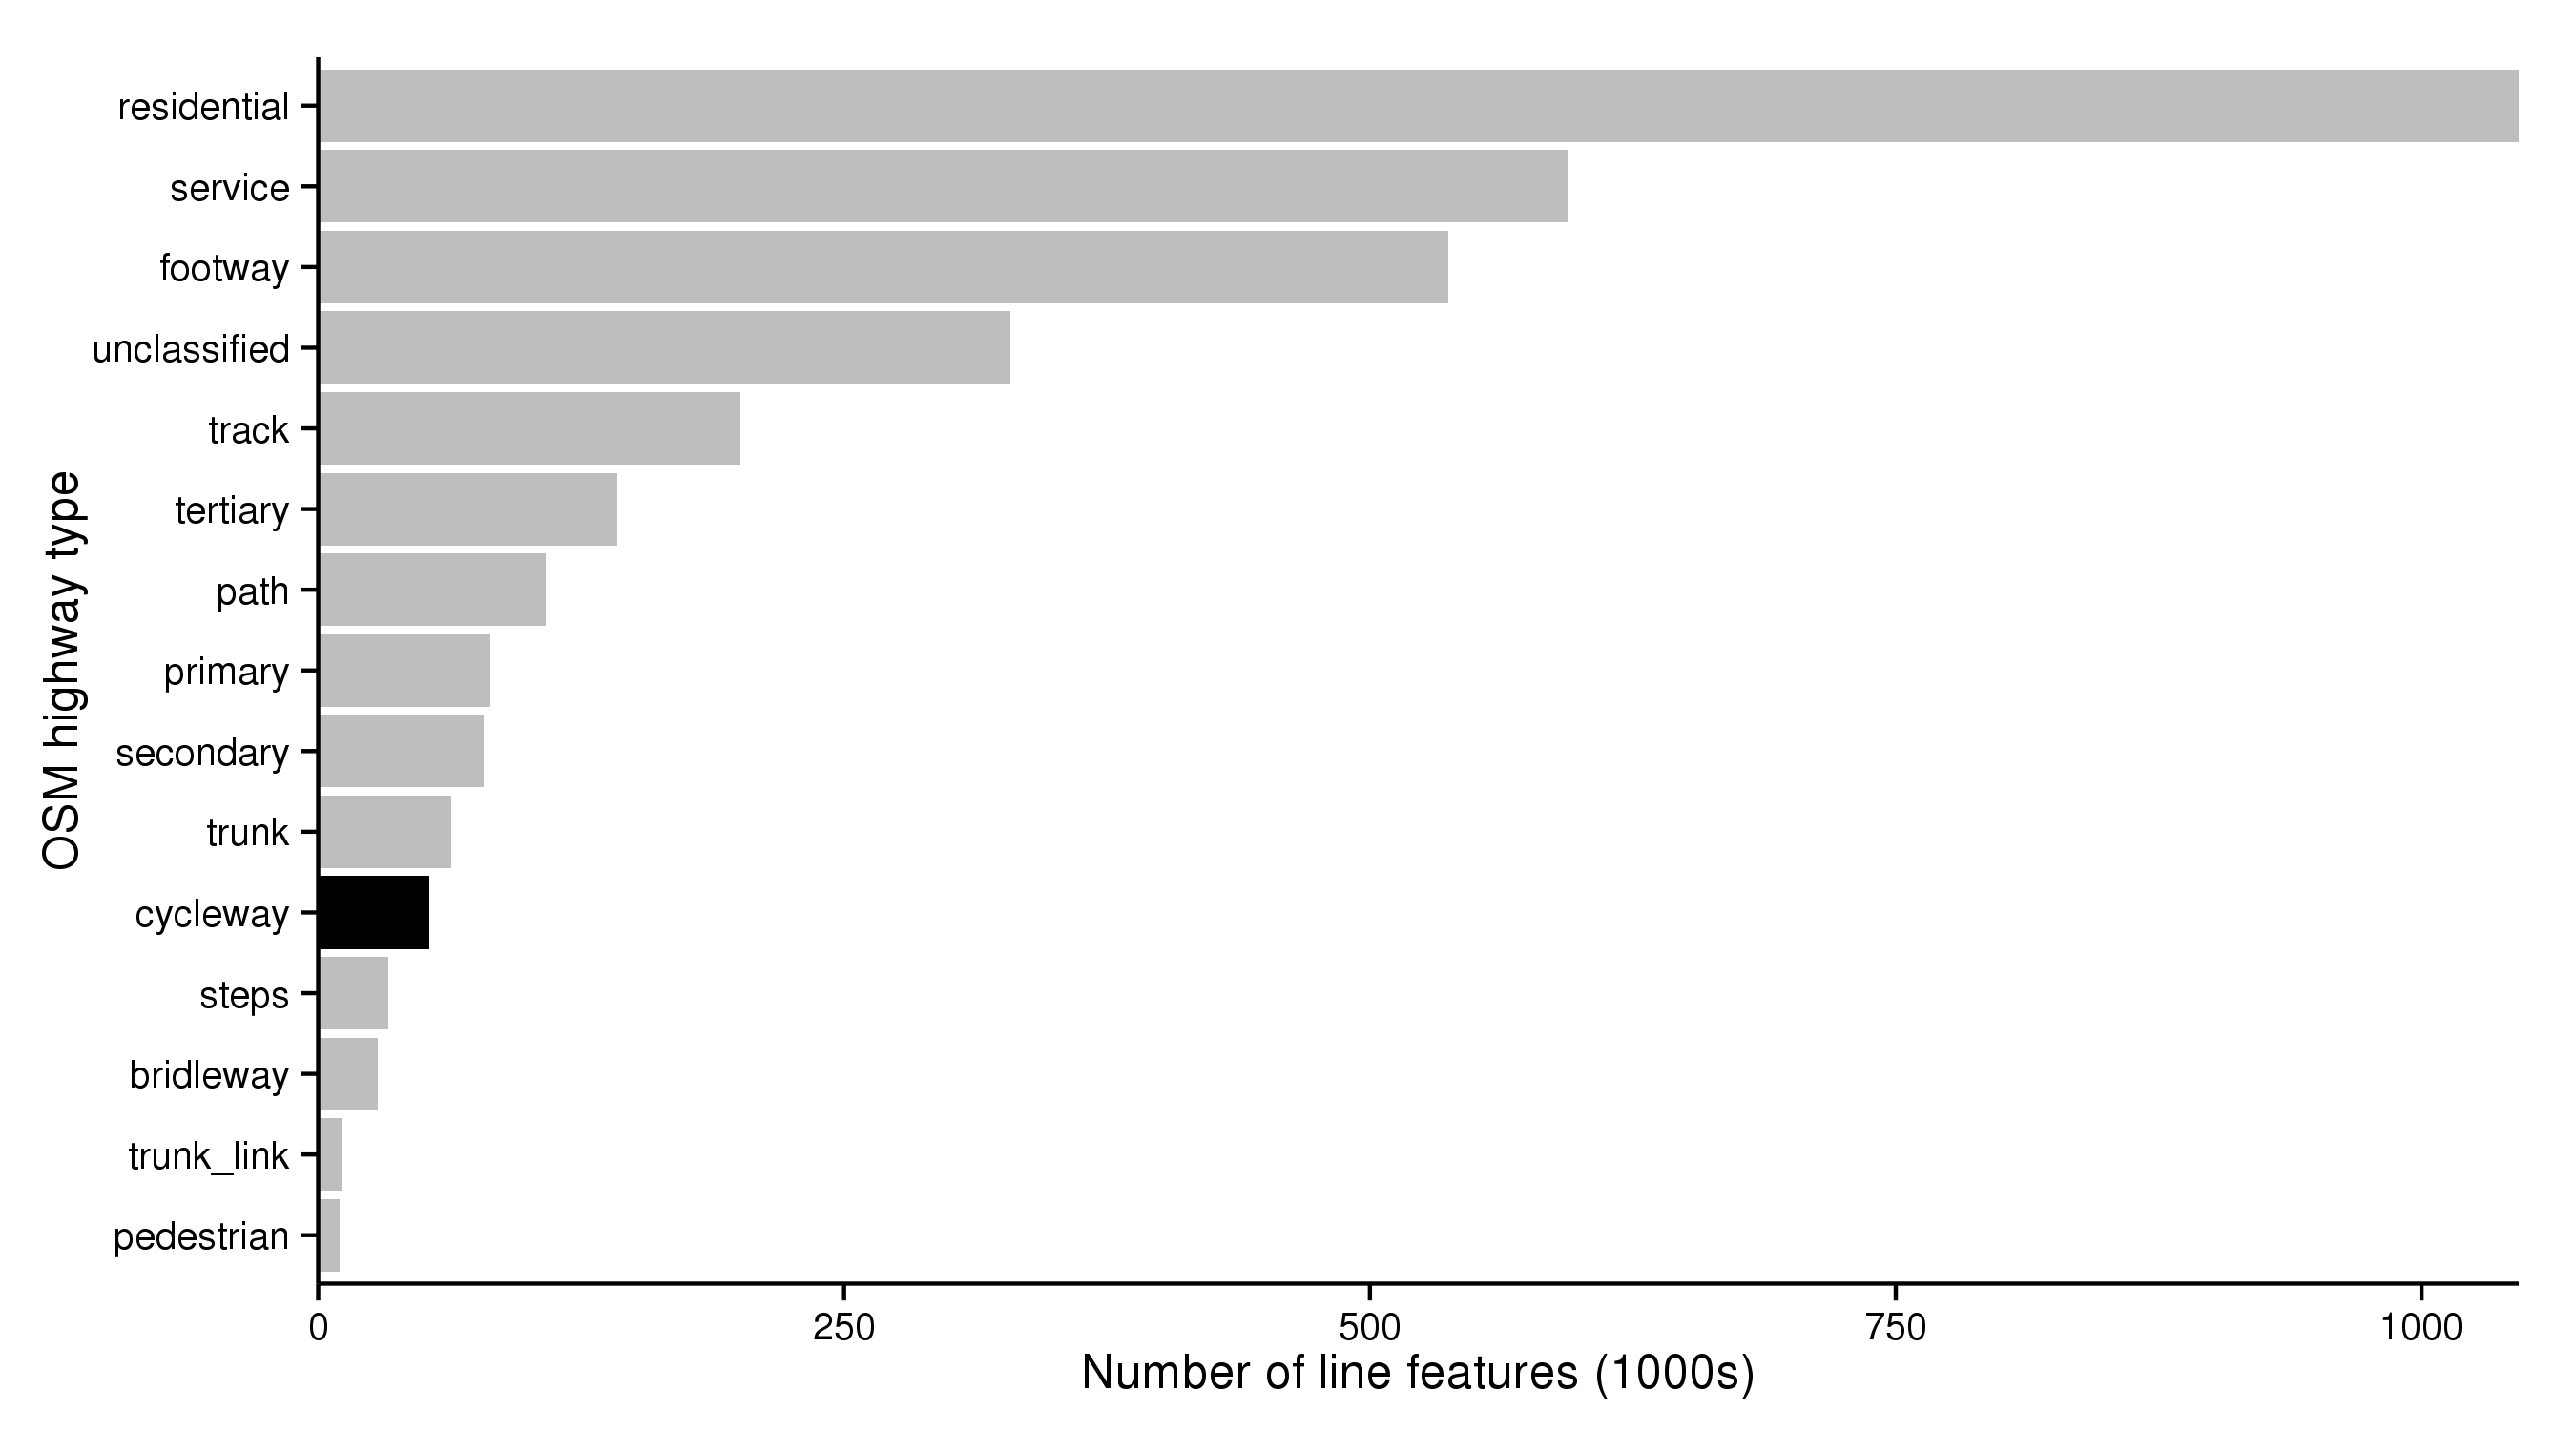 OSM highway type
residential
service
footway
unclassified
track
tertiary
path
primary
secondary
trunk
cycleway
steps
bridleway
trunk_link
pedestrian
0 250 500 750 1000
Number of line features (1000s)